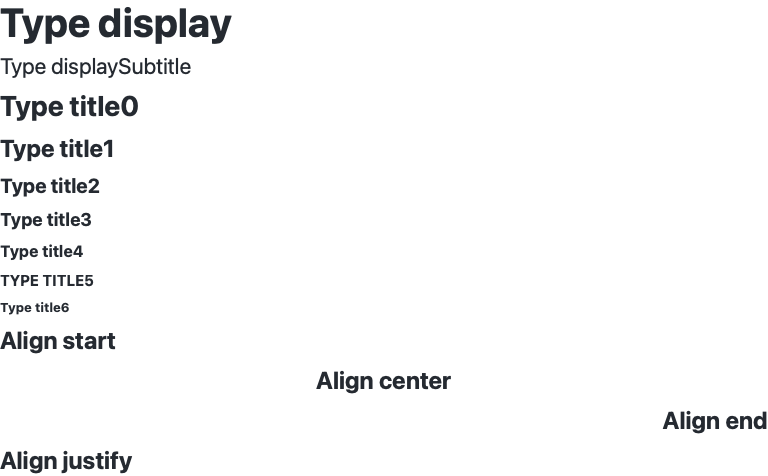 Type display
Type displaySubtitle
Type title0
Type title1
Type title2
Type title3
Type title4
TYPE TITLE5
Type title6
Align start
Align center
Align end
Align justify